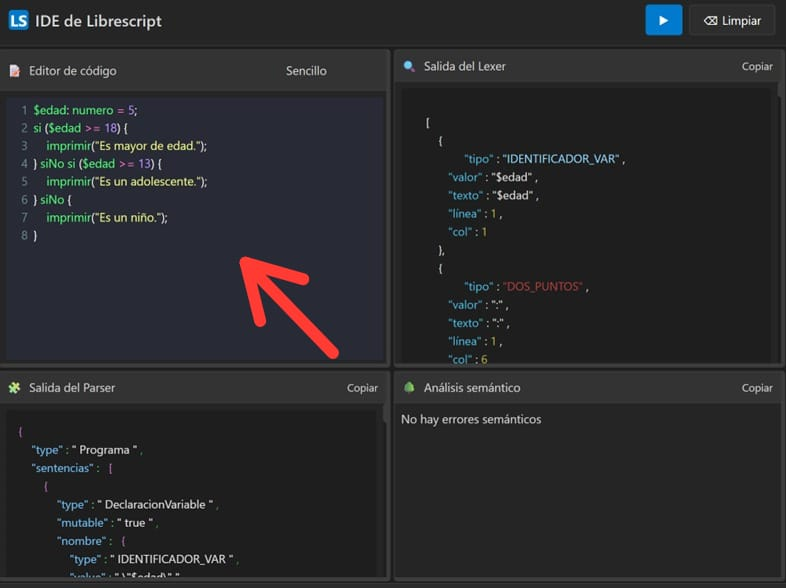 LS IDE de Librescript
Limpiar
Editor de código
Sencillo
1 $edad: numero = 5;
2 si ($edad >= 18) {
3 imprimir("Es mayor de edad.");
4 } siNo si ($edad >= 13) {
5 imprimir("Es un adolescente.");
6 } siNo {
7 imprimir("Es un niño.");
8 }
Salida del Lexer
Copiar
[
{
"tipo" : "IDENTIFICADOR_VAR" ,
"valor" : "$edad" ,
"texto" : "$edad" ,
"línea" : 1 ,
"col" : 1
},
{
"tipo" : "DOS_PUNTOS" ,
"valor" : ":" ,
"texto" : ":" ,
"línea" : 1 ,
"col" : 6
Salida del Parser
Copiar
{
"type" : " Programa " ,
"sentencias" : [
{
"type" : " DeclaracionVariable " ,
"mutable" : " true " ,
"nombre" : {
"type" : " IDENTIFICADOR_VAR " ,
"value" : " \"$edad\" "
Análisis semántico
Copiar
No hay errores semánticos